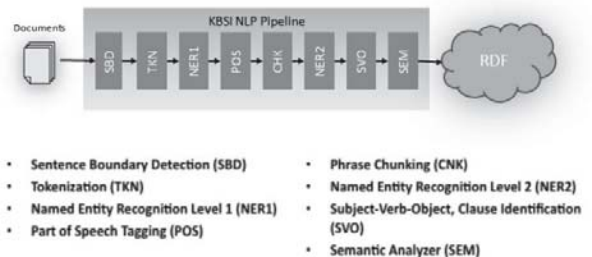 KBSI NLP Pipeline
Documents
SBD
TKN
NER1
POS
CHK
NER2
SVO
SEM
RDF
• Sentence Boundary Detection (SBD)
• Tokenization (TKN)
• Named Entity Recognition Level 1 (NER1)
• Part of Speech Tagging (POS)
• Phrase Chunking (CNK)
• Named Entity Recognition Level 2 (NER2)
• Subject-Verb-Object, Clause Identification
(SVO)
• Semantic Analyzer (SEM)